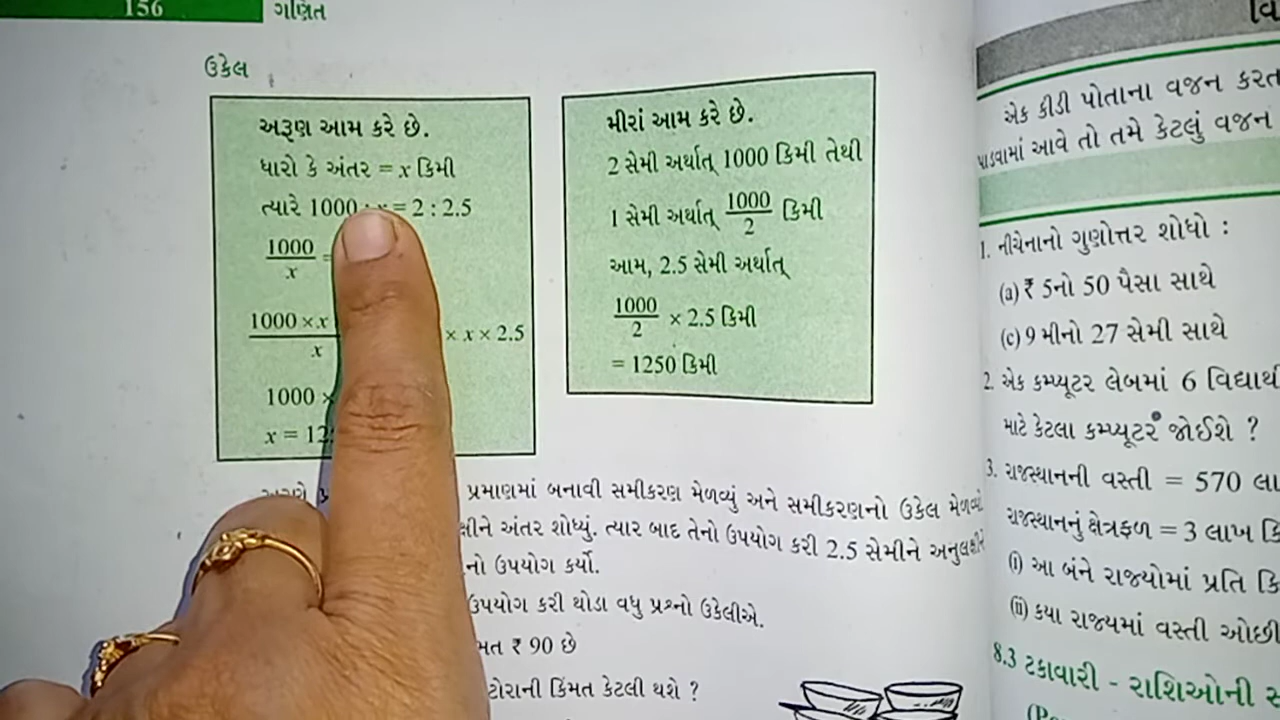 156 ગણિત
ઉકેલ
અરૂણ આમ કરે છે.
ધારો કે અંતર = x કિમી
ત્યારે 1000 : x = 2 : 2.5
1000
x
=
1000 × x
x
× x × 2.5
1000 ×
x = 12
મીરાં આમ કરે છે.
2 સેમી અર્થાત્ 1000 કિમી તેથી
1 સેમી અર્થાત્ 1000/2 કિમી
આમ, 2.5 સેમી અર્થાત્
1000/2 × 2.5 કિમી
= 1250 કિમી
પ્રમાણમાં બનાવી સમીકરણ મેળવ્યું અને સમીકરણનો ઉકેલ મેળવ્યો
અંતર શોધ્યું. ત્યાર બાદ તેનો ઉપયોગ કરી 2.5 સેમીને
ઉપયોગ કર્યો.
ઉપયોગ કરી થોડા વધુ પ્રશ્નો ઉકેલીએ.
₹ 90 છે
કિંમત કેટલી થશે ?
એક કીડી પોતાના વજન કરત
પાડવામાં આવે તો તમે કેટલું વજન
1. નીચેનાનો ગુણોત્તર શોધો :
(a) ₹ 5નો 50 પૈસા સાથે
(c) 9 મીનો 27 સેમી સાથે
2. એક કમ્પ્યૂટર લેબમાં 6 વિદ્યાર્થ
માટે કેટલા કમ્પ્યૂટર જોઈશે ?
3. રાજસ્થાનની વસ્તી = 570 લા
રાજસ્થાનનું ક્ષેત્રફળ = 3 લાખ કિ
(i) આ બંને રાજ્યોમાં પ્રતિ કિ
(ii) કયા રાજ્યમાં વસ્તી ઓછી
8.3 ટકાવારી - રાશિઓની સ